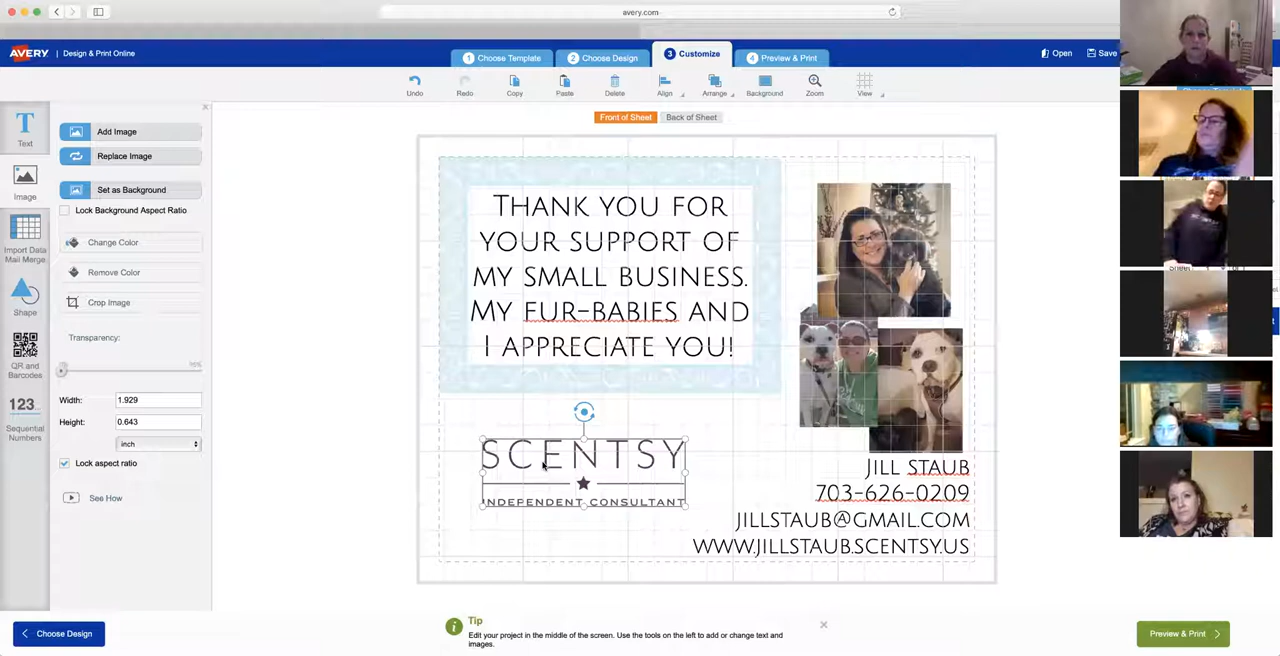 avery.com
AVERY | Design & Print Online
1 Choose Template
2 Choose Design
3 Customize
4 Preview & Print
Open
Save
Undo
Redo
Copy
Paste
Delete
Align
Arrange
Background
Zoom
View
Text
Image
Import Data
Mail Merge
Shape
QR and
Barcodes
123...
Sequential
Numbers
Add Image
Replace Image
Set as Background
Lock Background Aspect Ratio
Change Color
Remove Color
Crop Image
Transparency:
Width:
1.929
Height:
0.643
inch
Lock aspect ratio
See How
Front of Sheet
Back of Sheet
THANK YOU FOR
YOUR SUPPORT OF
MY SMALL BUSINESS.
MY FUR-BABIES AND
I APPRECIATE YOU!
SCENTSY
INDEPENDENT CONSULTANT
JILL STAUB
703-626-0209
JILLSTAUB@GMAIL.COM
WWW.JILLSTAUB.SCENTSY.US
Choose Design
Tip
Edit your project in the middle of the screen. Use the tools on the left to add or change text and
images.
Preview & Print